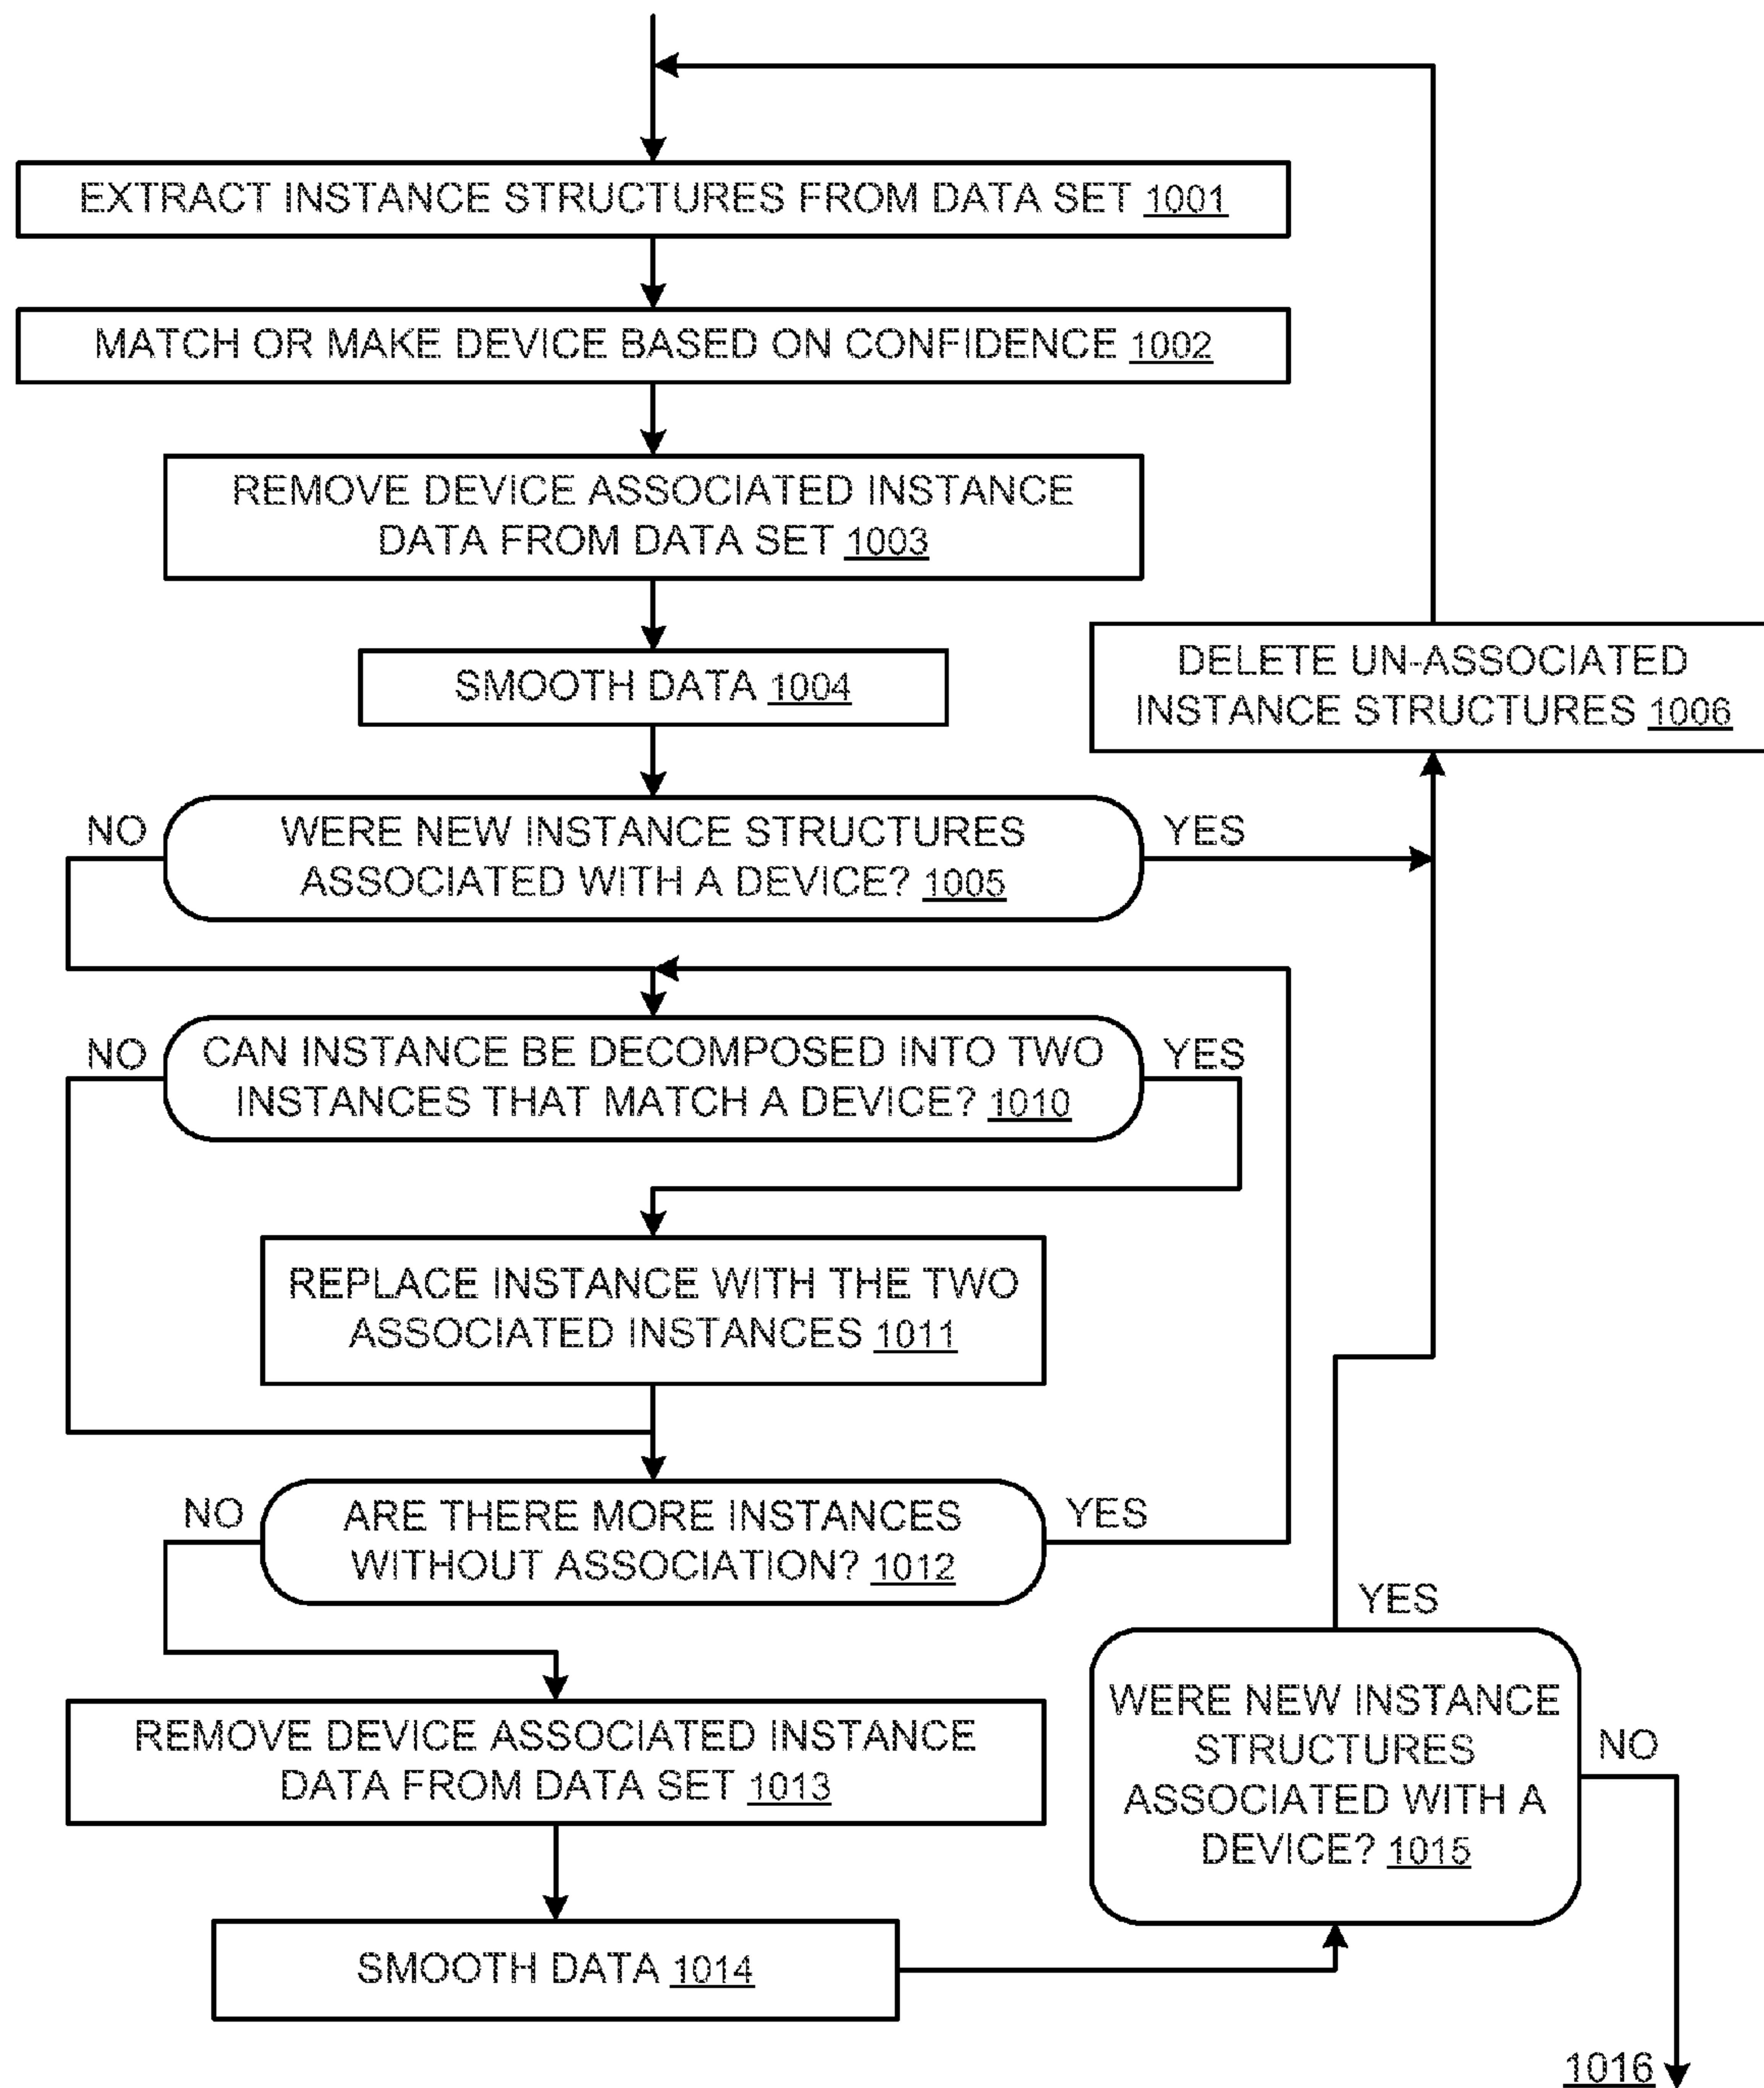 EXTRACT INSTANCE STRUCTURES FROM DATA SET 1001
MATCH OR MAKE DEVICE BASED ON CONFIDENCE 1002
REMOVE DEVICE ASSOCIATED INSTANCE
DATA FROM DATA SET 1003
SMOOTH DATA 1004
DELETE UN-ASSOCIATED
INSTANCE STRUCTURES 1006
NO
WERE NEW INSTANCE STRUCTURES
ASSOCIATED WITH A DEVICE? 1005
YES
NO
CAN INSTANCE BE DECOMPOSED INTO TWO
INSTANCES THAT MATCH A DEVICE? 1010
YES
REPLACE INSTANCE WITH THE TWO
ASSOCIATED INSTANCES 1011
NO
ARE THERE MORE INSTANCES
WITHOUT ASSOCIATION? 1012
YES
REMOVE DEVICE ASSOCIATED INSTANCE
DATA FROM DATA SET 1013
SMOOTH DATA 1014
YES
WERE NEW INSTANCE
STRUCTURES
ASSOCIATED WITH A
DEVICE? 1015
NO
1016